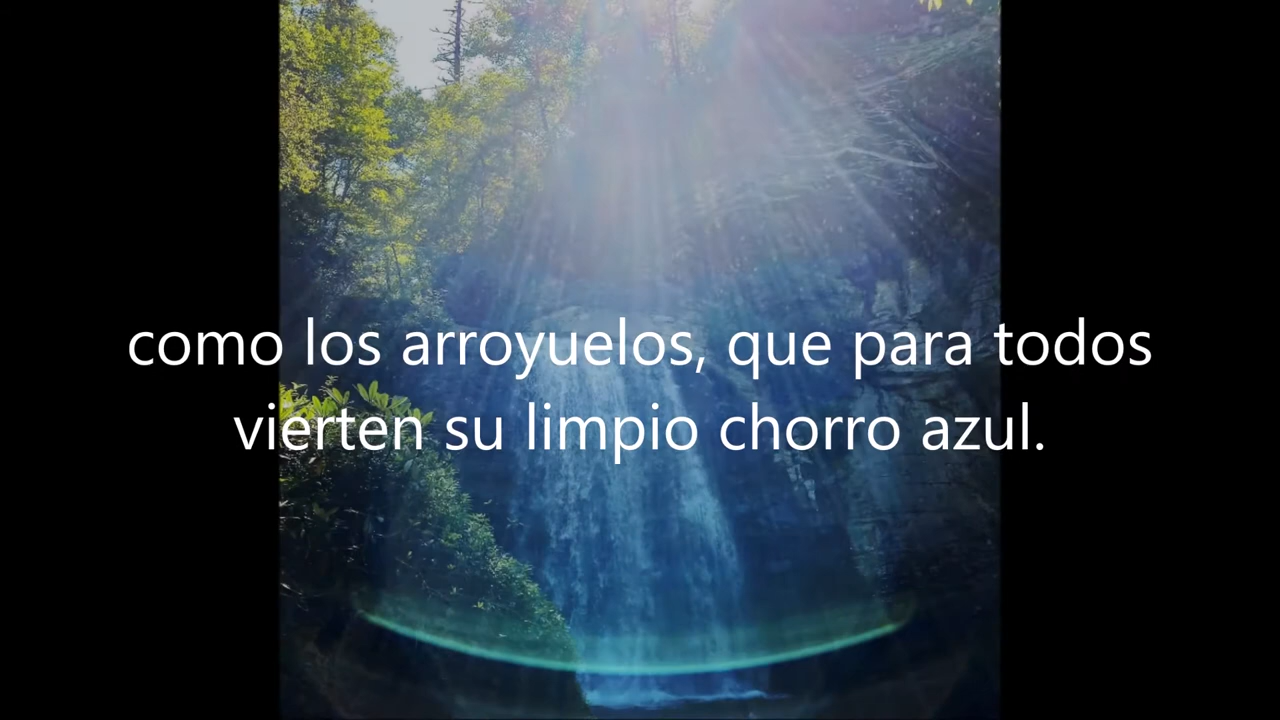 como los arroyuelos, que para todos
vierten su limpio chorro azul.